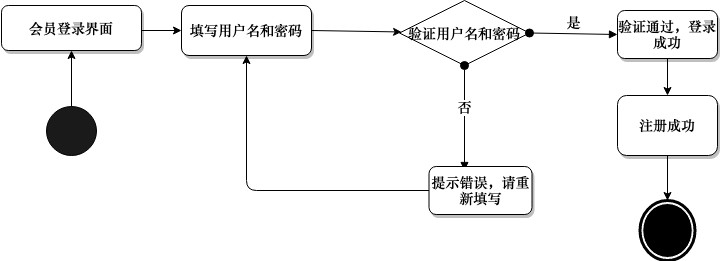 会员登录界面
填写用户名和密码
验证用户名和密码
是
验证通过，登录
成功
否
注册成功
提示错误，请重
新填写